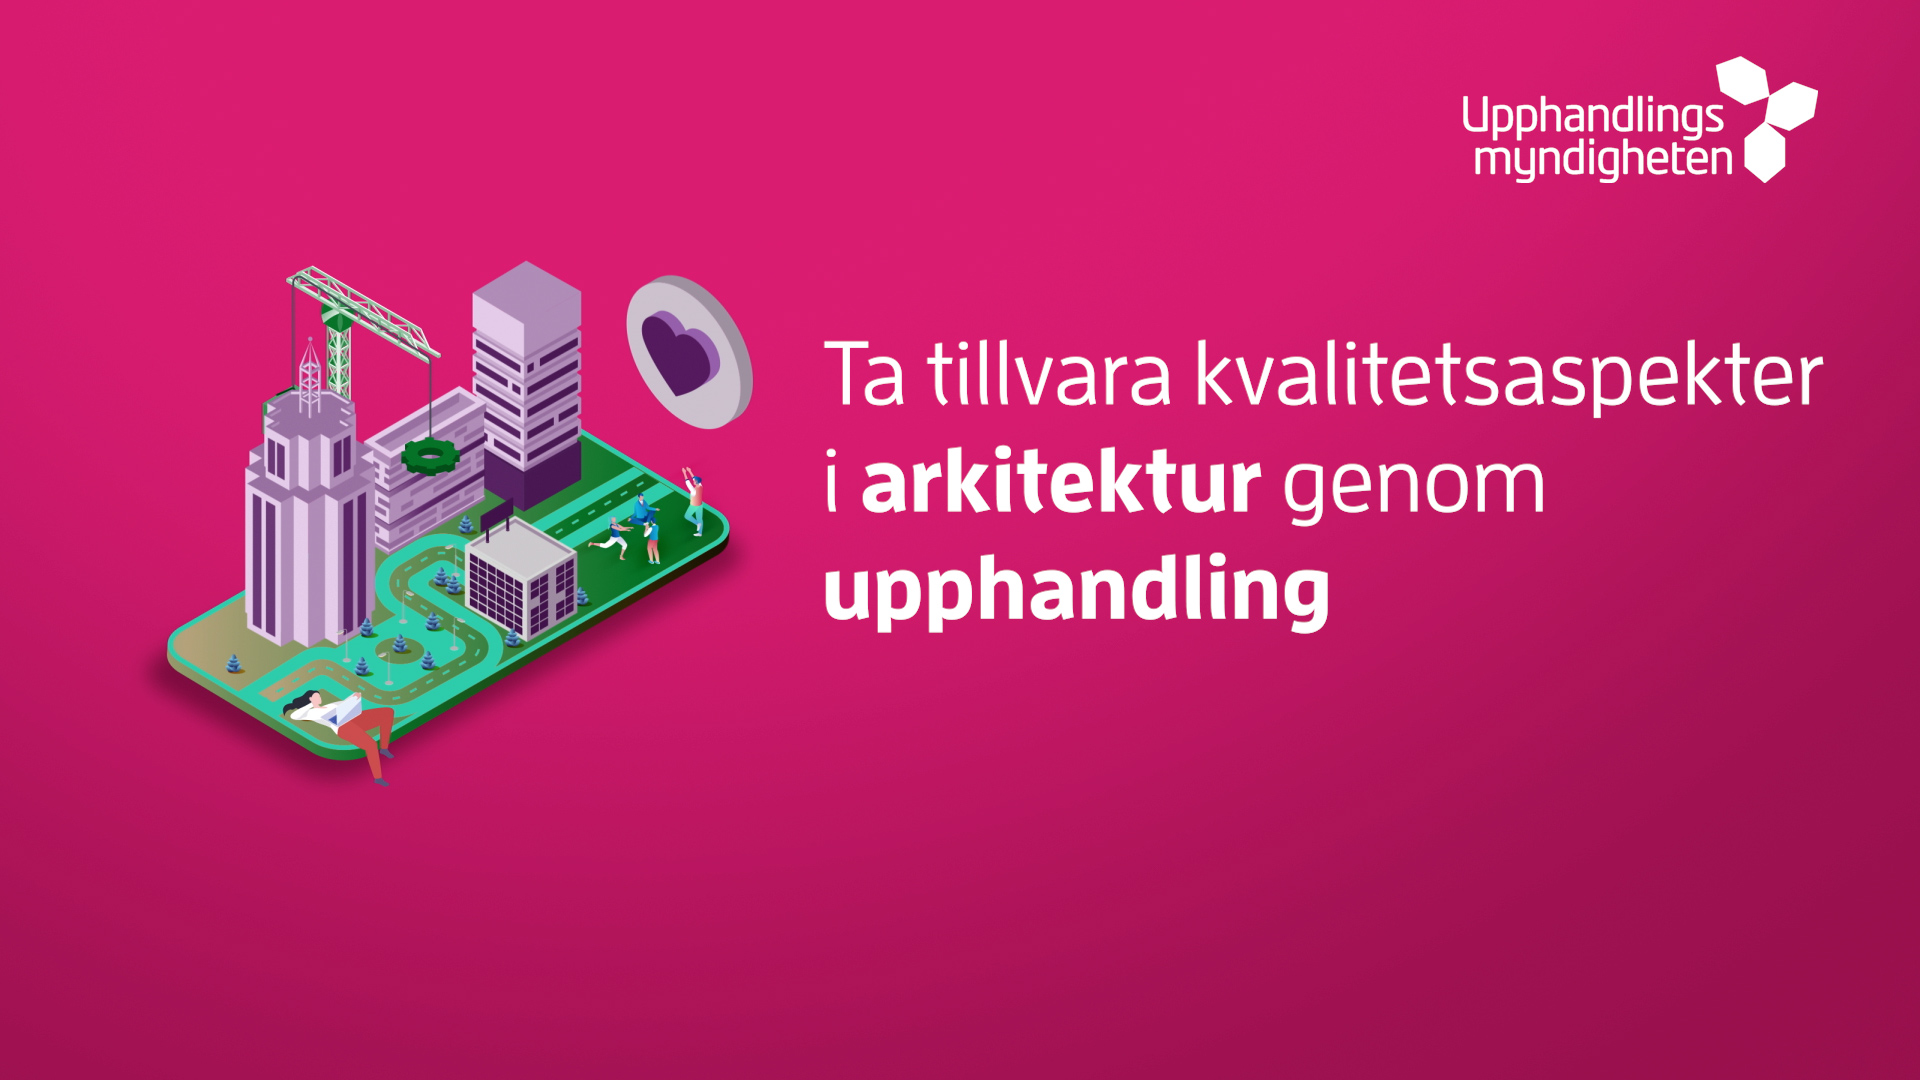 Upphandlings
myndigheten
Ta tillvara kvalitetsaspekter
i arkitektur genom
upphandling